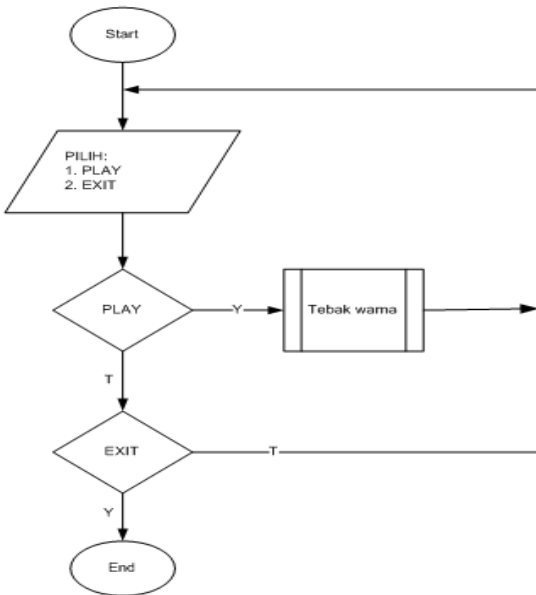 Start
PILIH:
1. PLAY
2. EXIT
PLAY
Y
Tebak warna
T
EXIT
T
Y
End